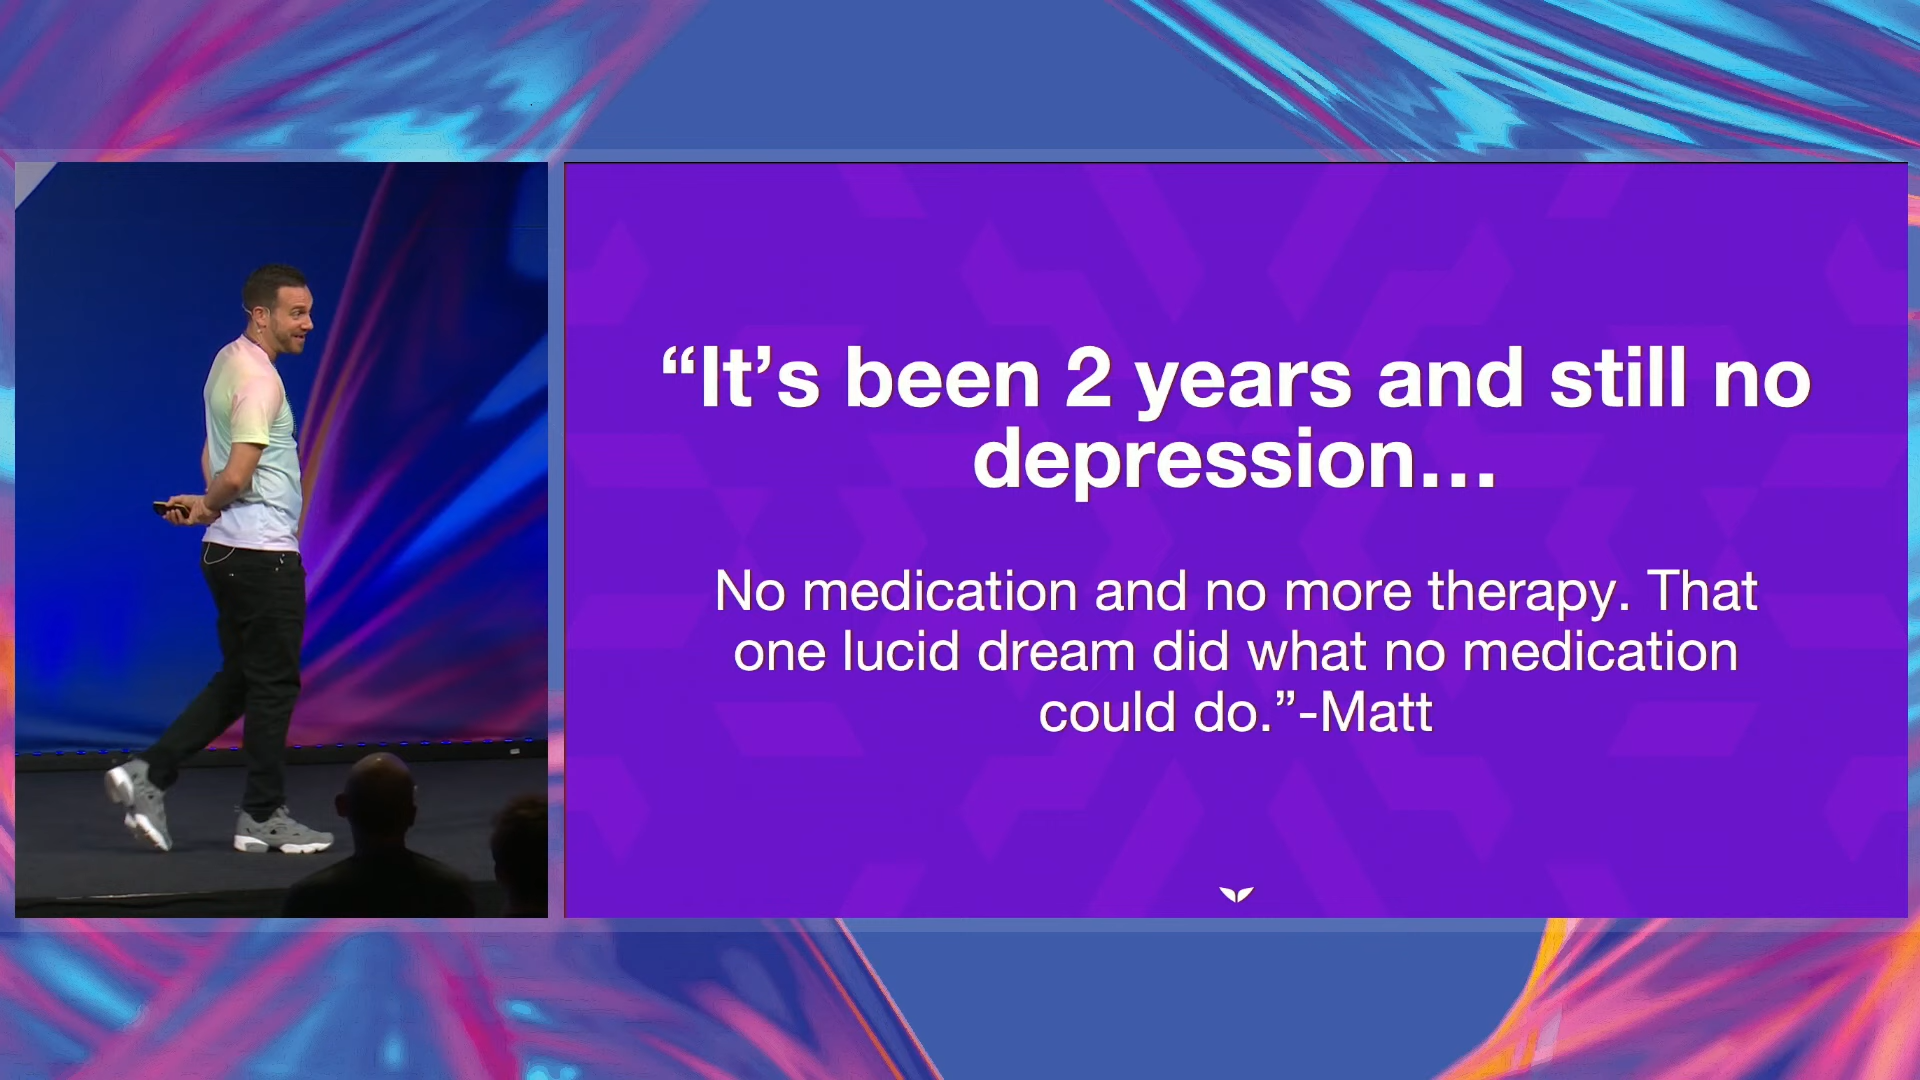 “It’s been 2 years and still no
depression…
No medication and no more therapy. That
one lucid dream did what no medication
could do.”-Matt